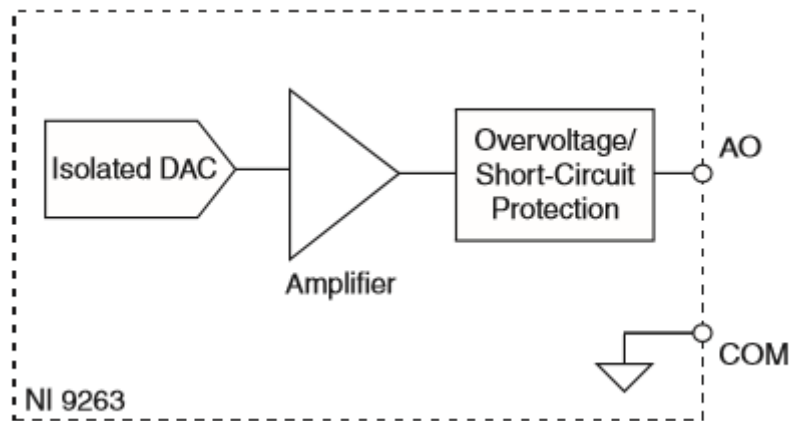 Isolated DAC
Amplifier
Overvoltage/
Short-Circuit
Protection
AO
COM
NI 9263